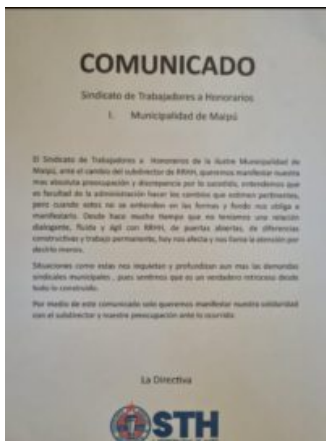 COMUNICADO
Sindicato de Trabajadores a Honorarios
I. Municipalidad de Maipú
El Sindicato de Trabajadores a Honorarios de la Ilustre Municipalidad de
Maipú, ante el cambio del subdirector de RRHH, queremos manifestar nuestra
mas absoluta preocupación y discrepancia por lo sucedido, entendemos que
es facultad de la administración hacer los cambios que estimen pertinentes,
pero cuando estos no se entienden en las formas y fondo nos obliga a
manifestarlo. Desde hace mucho tiempo que no teníamos una relación
dialogante, fluida y ágil con RRHH, de puertas abiertas, de diferencias
constructivas y trabajo permanente, hoy nos afecta y nos llama la atención por
decirlo menos.
Situaciones como estas nos inquietan y profundizan aun mas las demandas
sindicales municipales , pues sentimos que es un verdadero retroceso desde
todo lo construido.
Por medio de este comunicado solo queremos manifestar nuestra solidaridad
con el subdirector y nuestra preocupación ante lo ocurrido.
La Directiva
STH